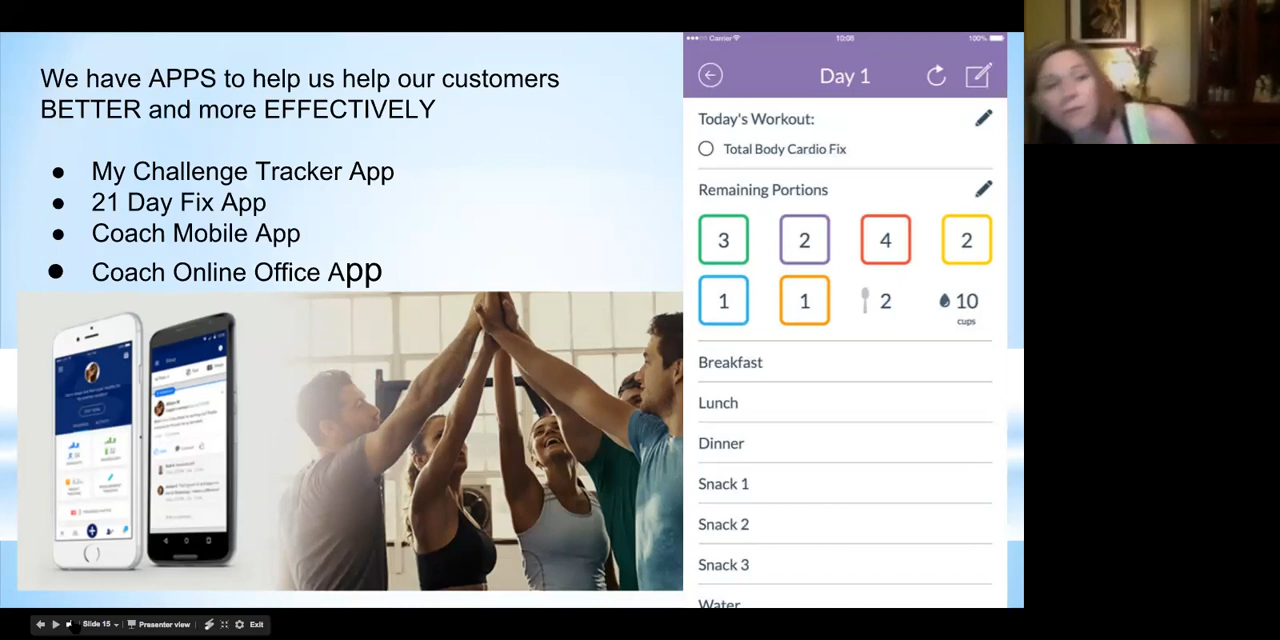 We have APPS to help us help our customers
BETTER and more EFFECTIVELY
● My Challenge Tracker App
● 21 Day Fix App
● Coach Mobile App
● Coach Online Office App
Carrier 10:08 100%
Day 1
Today's Workout:
Total Body Cardio Fix
Remaining Portions
3 2 4 2
1 1 2 10
cups
Breakfast
Lunch
Dinner
Snack 1
Snack 2
Snack 3
Water
Slide 15 Presenter view Exit